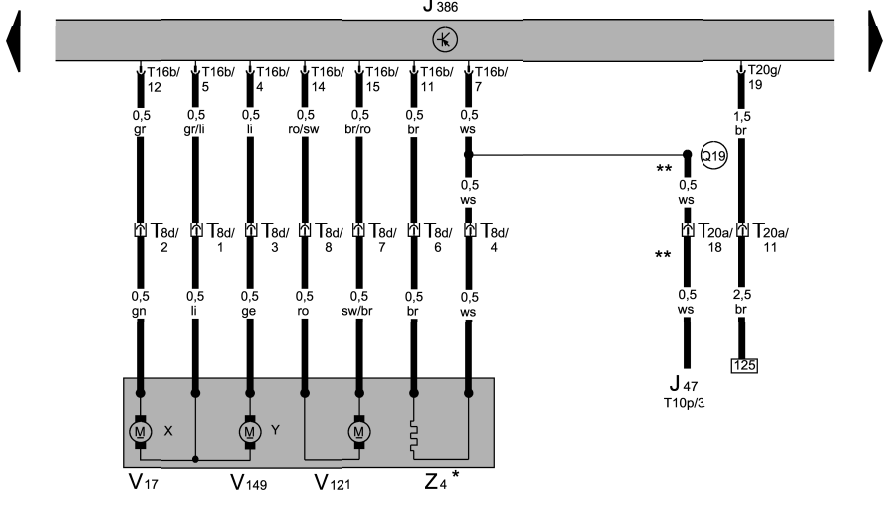 J 386
T16b/ T16b/ T16b/ T16b/ T16b/ T16b/ T16b/ T20g/
12 5 4 14 15 11 7 19
0,5 0,5 0,5 0,5 0,5 0,5 0,5 1,5
gr gr/li li ro/sw br/ro br ws br
Q19
**
0,5 0,5
ws ws
T8d/ T8d/ T8d/ T8d/ T8d/ T8d/ T8d/ T20a/ T20a/
2 1 3 8 7 6 4 18 11
**
0,5 0,5 0,5 0,5 0,5 0,5 0,5 0,5 2,5
gn li ge ro sw/br br ws ws br
125
J 47
T10p/3
M X M Y M
V17 V149 V121 Z4 *